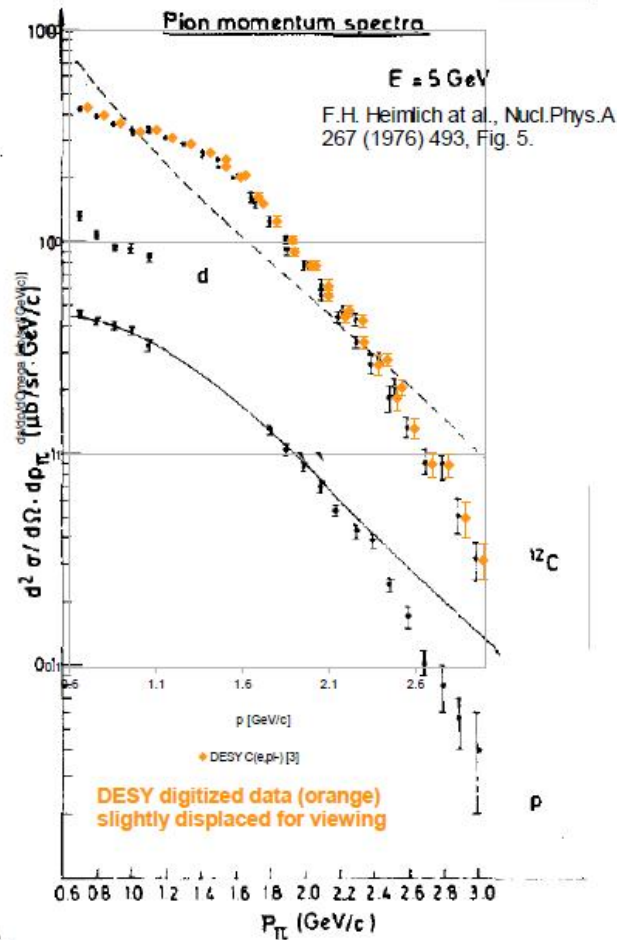 Pion momentum spectra
E = 5 GeV
F.H. Heimlich at al., Nucl.Phys.A
267 (1976) 493, Fig. 5.
100
100
d
d²σ/dΩ·dpπ [μb/sr. GeV/c)
12C
0.6
1.1
1.6
2.1
2.6
p [GeV/c]
DESY C(e,pi-) [3]
DESY digitized data (orange)
slightly displaced for viewing
p
0.6 0.8 1.0 1.2 1.4 1.6 1.8 2.0 2.2 2.4 2.6 2.8 3.0
Pπ (GeV/c)